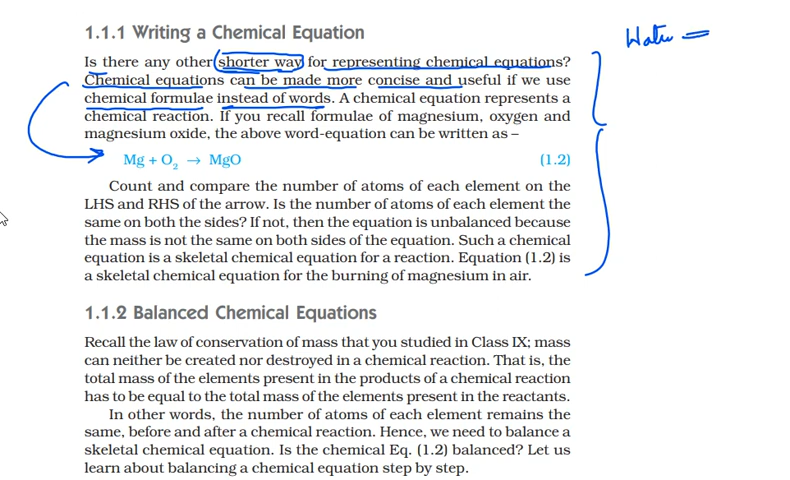 1.1.1 Writing a Chemical Equation
Water =
Is there any other shorter way for representing chemical equations?
Chemical equations can be made more concise and useful if we use
chemical formulae instead of words. A chemical equation represents a
chemical reaction. If you recall formulae of magnesium, oxygen and
magnesium oxide, the above word-equation can be written as –
Mg + O₂ → MgO (1.2)
Count and compare the number of atoms of each element on the
LHS and RHS of the arrow. Is the number of atoms of each element the
same on both the sides? If not, then the equation is unbalanced because
the mass is not the same on both sides of the equation. Such a chemical
equation is a skeletal chemical equation for a reaction. Equation (1.2) is
a skeletal chemical equation for the burning of magnesium in air.
1.1.2 Balanced Chemical Equations
Recall the law of conservation of mass that you studied in Class IX; mass
can neither be created nor destroyed in a chemical reaction. That is, the
total mass of the elements present in the products of a chemical reaction
has to be equal to the total mass of the elements present in the reactants.
In other words, the number of atoms of each element remains the
same, before and after a chemical reaction. Hence, we need to balance a
skeletal chemical equation. Is the chemical Eq. (1.2) balanced? Let us
learn about balancing a chemical equation step by step.